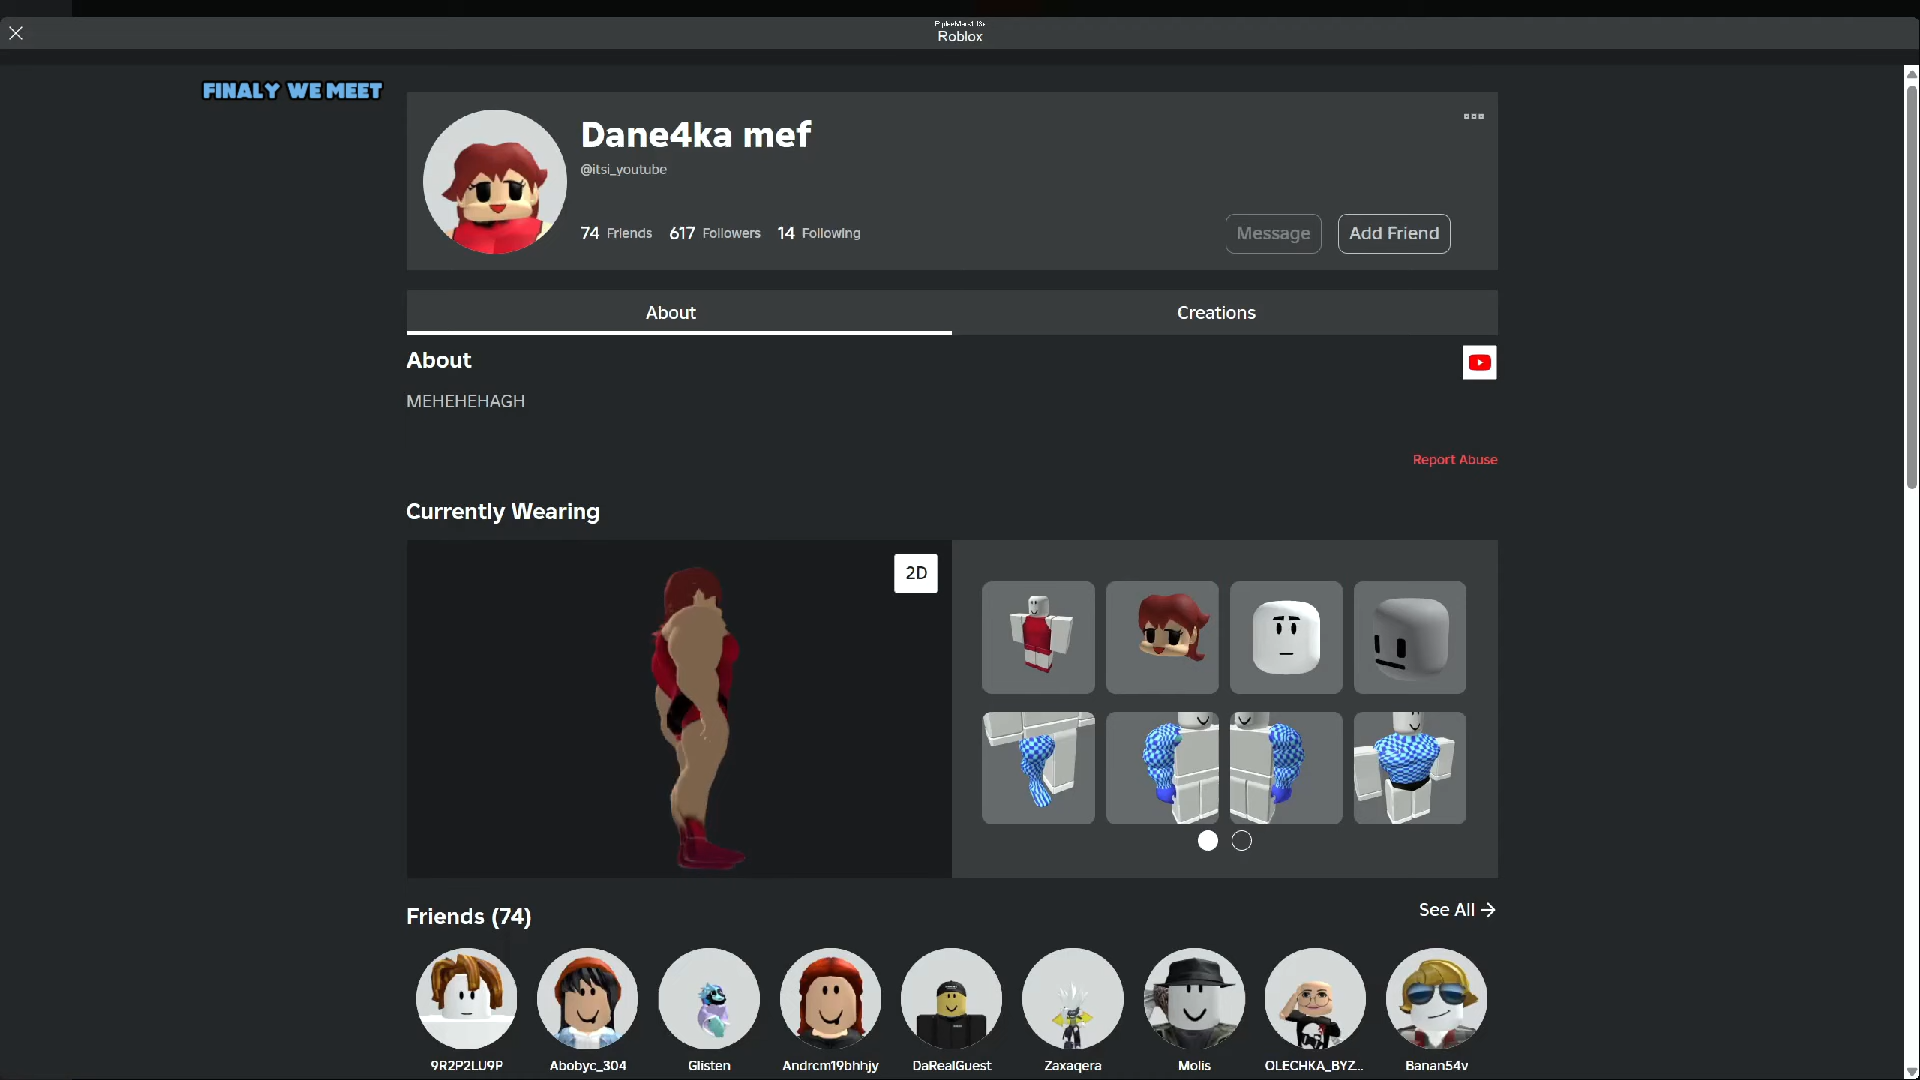 Roblox
FINALY WE MEET
Dane4ka mef
@itsi_youtube
74 Friends 617 Followers 14 Following
Message
Add Friend
About
Creations
About
MEHEHEHAGH
Report Abuse
Currently Wearing
2D
Friends (74)
See All
9R2P2LU9P
Abobyc_304
Glisten
Andrcm19bhhjy
DaRealGuest
Zaxaqera
Molis
OLECHKA_BYZ...
Banan54v